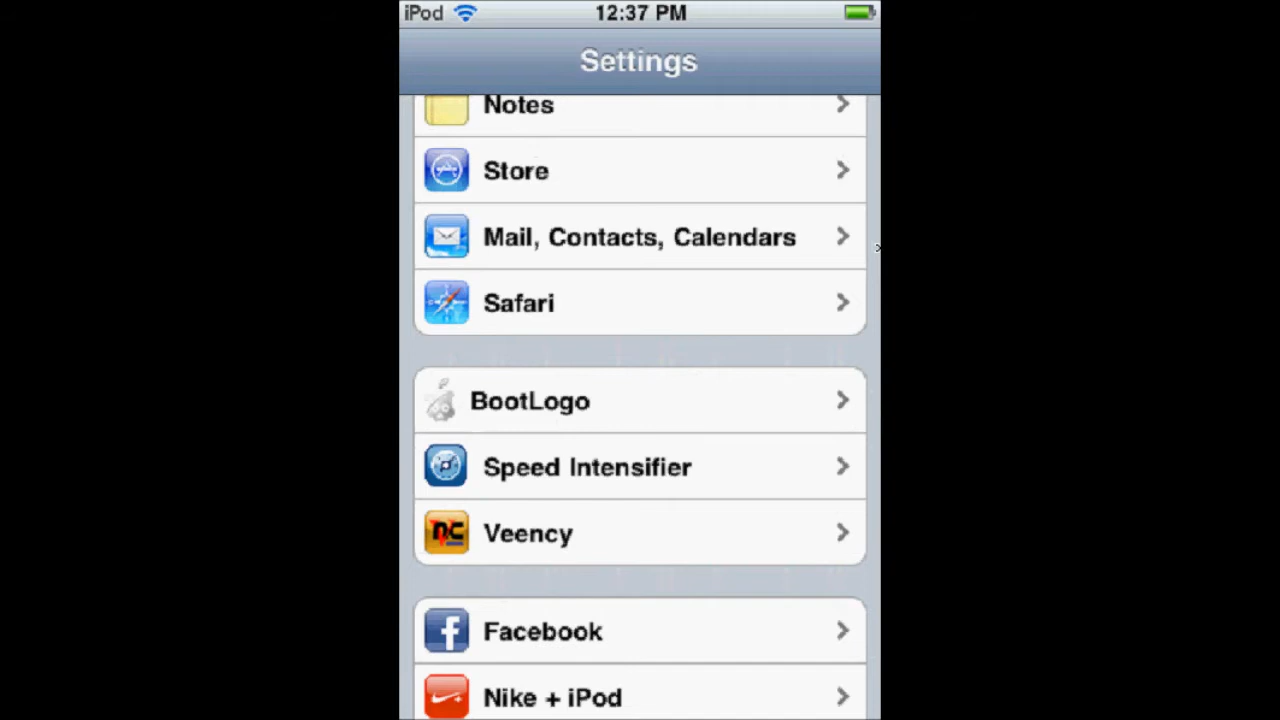 iPod 12:37 PM
Settings
Notes
Store
Mail, Contacts, Calendars
Safari
BootLogo
Speed Intensifier
Veency
Facebook
Nike + iPod